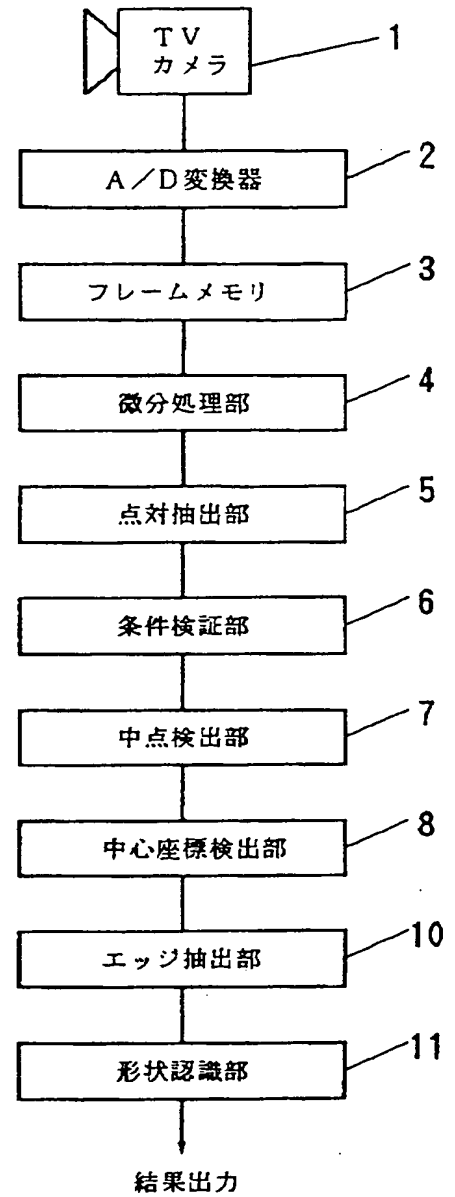 TV
カメラ
1
A/D変換器
2
フレームメモリ
3
微分処理部
4
点対抽出部
5
条件検証部
6
中点検出部
7
中心座標検出部
8
エッジ抽出部
10
形状認識部
11
結果出力